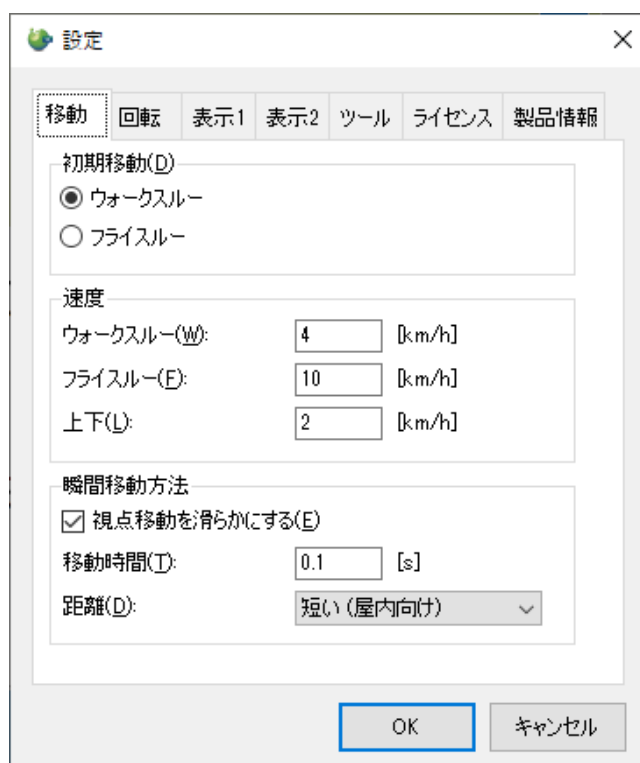 設定
移動 回転 表示1 表示2 ツール ライセンス 製品情報
初期移動(D)
ウォークスルー
フライスルー
速度
ウォークスルー(W): 4 [km/h]
フライスルー(F): 10 [km/h]
上下(L): 2 [km/h]
瞬間移動方法
視点移動を滑らかにする(E)
移動時間(T): 0.1 [s]
距離(D): 短い (屋内向け)
OK キャンセル